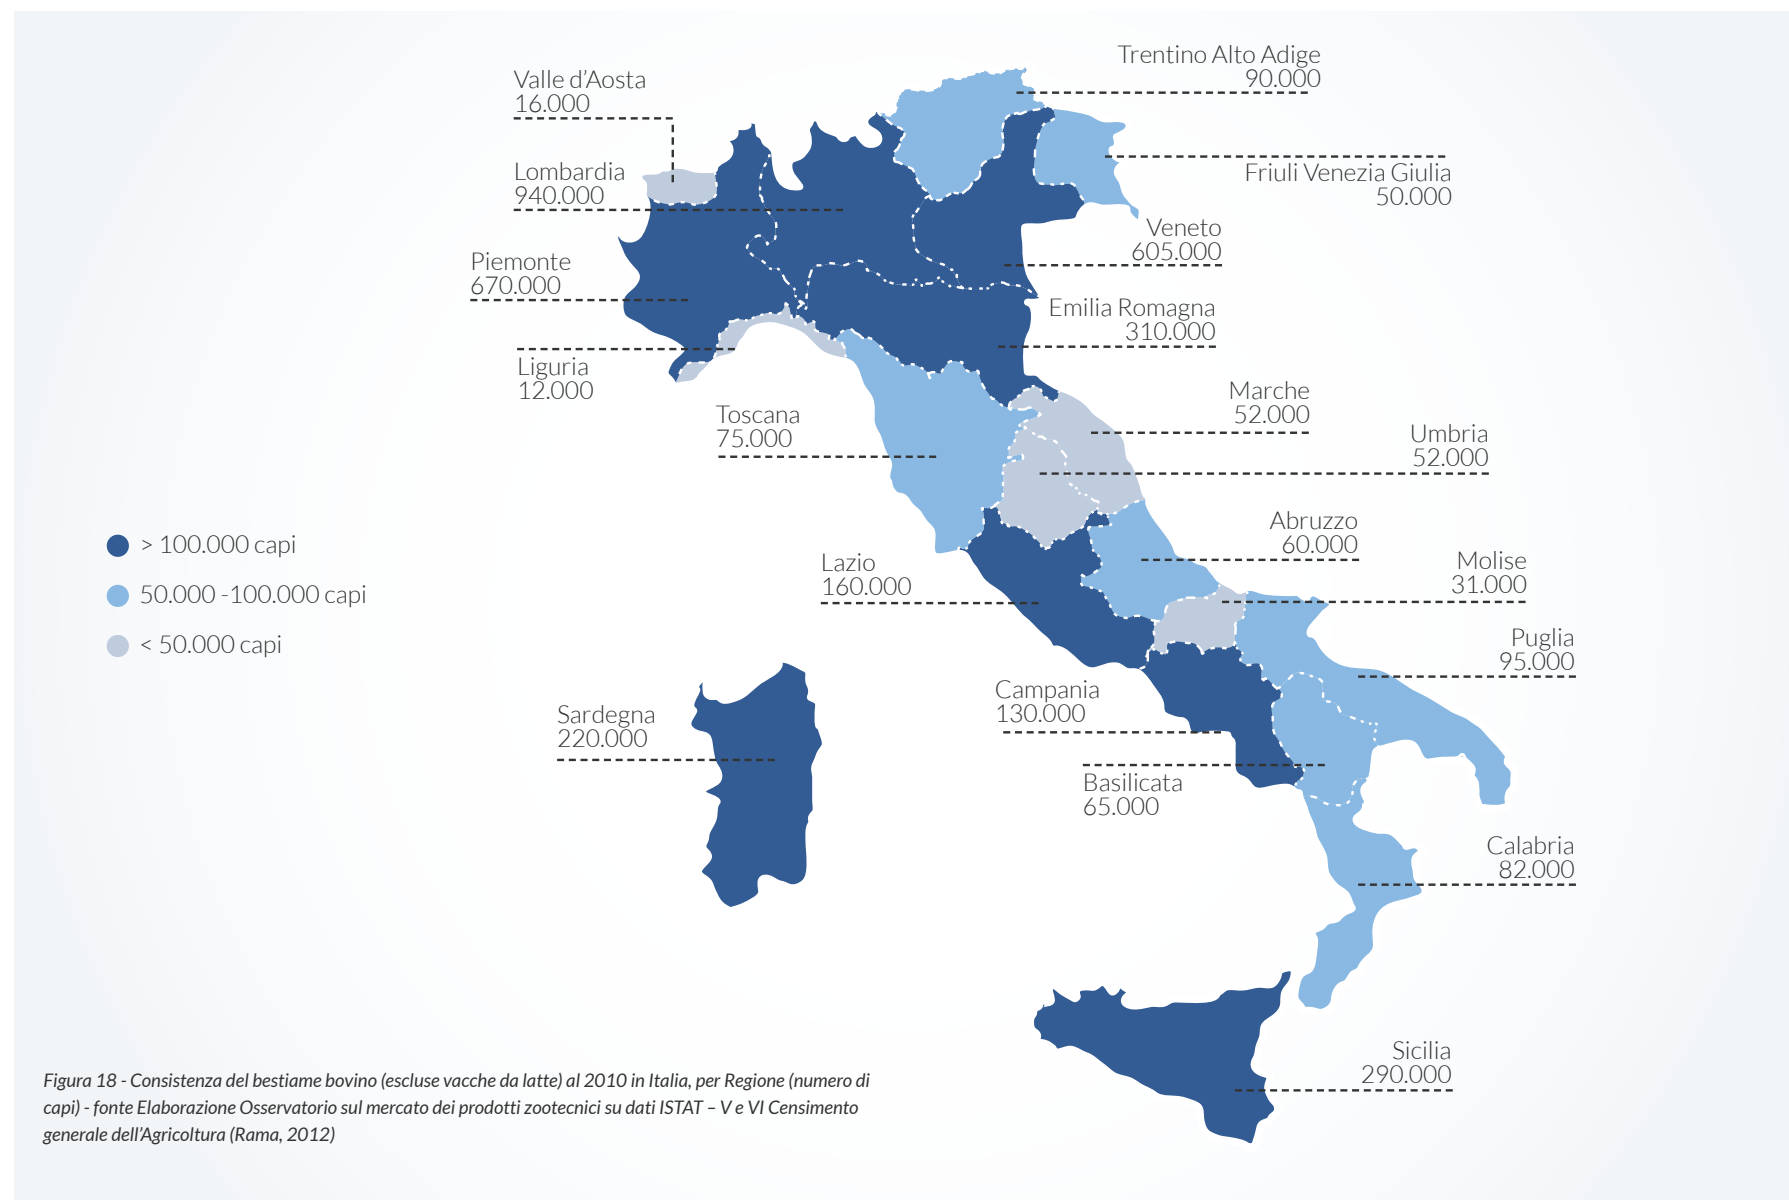 Trentino Alto Adige
90.000
Valle d’Aosta
16.000
Lombardia
940.000
Friuli Venezia Giulia
50.000
Veneto
605.000
Piemonte
670.000
Emilia Romagna
310.000
Liguria
12.000
Marche
52.000
Toscana
75.000
Umbria
52.000
Abruzzo
60.000
> 100.000 capi
50.000 -100.000 capi
< 50.000 capi
Lazio
160.000
Molise
31.000
Puglia
95.000
Campania
130.000
Sardegna
220.000
Basilicata
65.000
Calabria
82.000
Sicilia
290.000
Figura 18 - Consistenza del bestiame bovino (escluse vacche da latte) al 2010 in Italia, per Regione (numero di
capi) - fonte Elaborazione Osservatorio sul mercato dei prodotti zootecnici su dati ISTAT – V e VI Censimento
generale dell’Agricoltura (Rama, 2012)